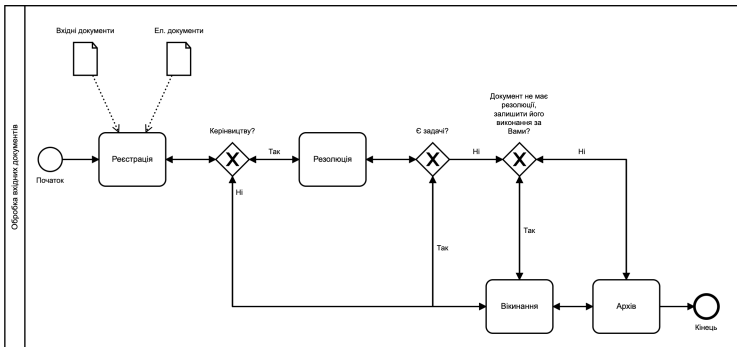 Обробка вхідних документів
Вхідні документи
Ел. документи
Початок
Реєстрація
Керінвицтву?
Так
Ні
Резолюція
Є задачі?
Ні
Так
Документ не має
резолюції,
залишити його
виконання за
Вами?
Ні
Так
Вікинання
Архів
Кінець